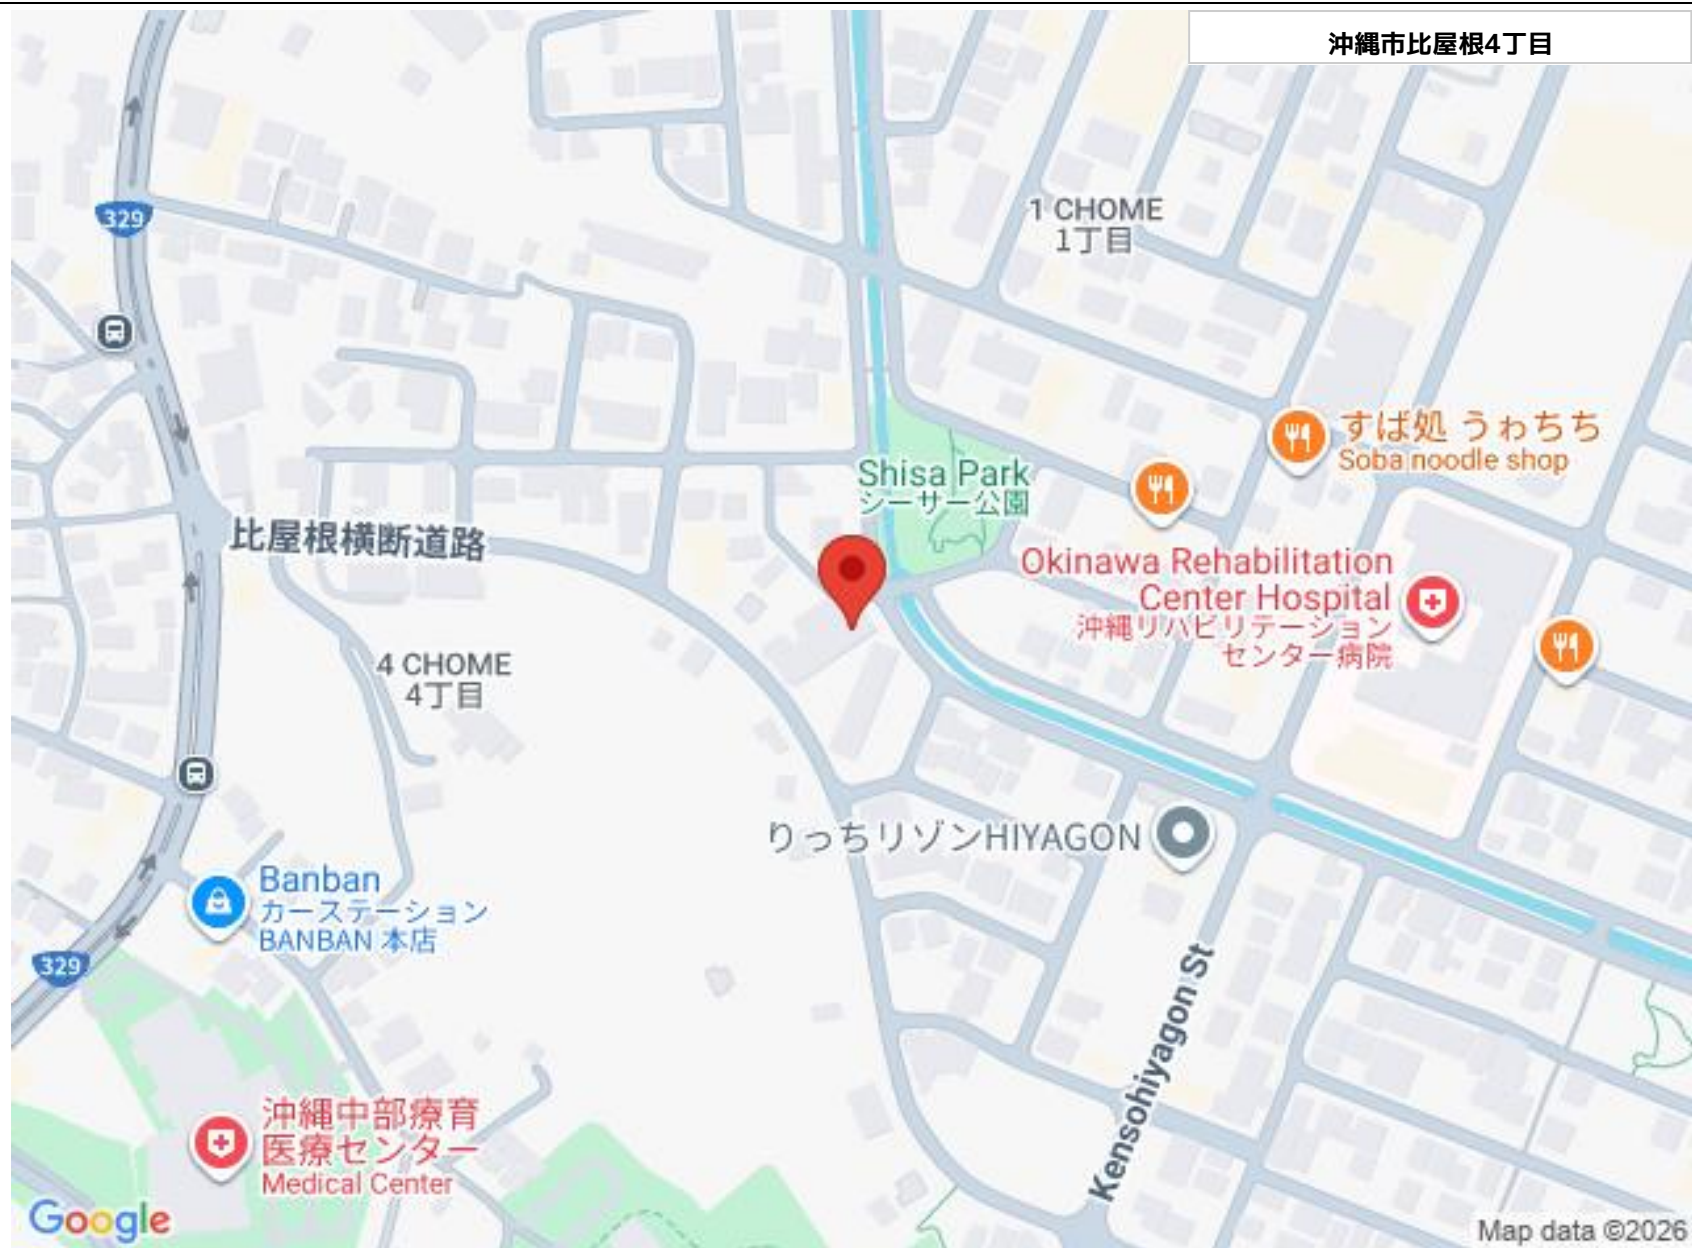 沖縄市比屋根4丁目
329
1 CHOME
1丁目
すば処 うゎちち
Soba noodle shop
Shisa Park
シーサー公園
比屋根横断道路
Okinawa Rehabilitation
Center Hospital
沖縄リハビリテーション
センター病院
4 CHOME
4丁目
りっちリゾンHIYAGON
Banban
カーステーション
BANBAN 本店
329
Kensohiyagon St
沖縄中部療育
医療センター
Medical Center
Google
Map data ©2026